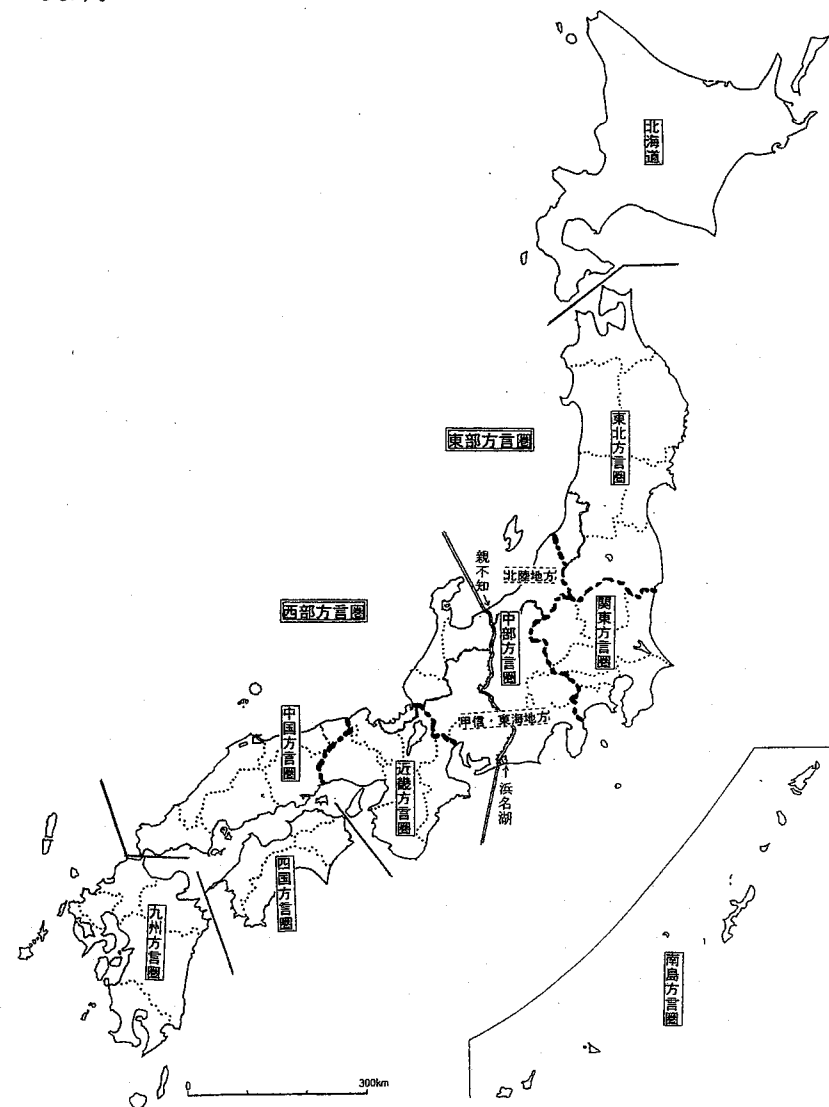 北海道
東北方言圏
東部方言圏
親不知
北陸地方
関東方言圏
中部方言圏
西部方言圏
中国方言圏
甲信・東海地方
近畿方言圏
浜名湖
四国方言圏
九州方言圏
南島方言圏
0
300km